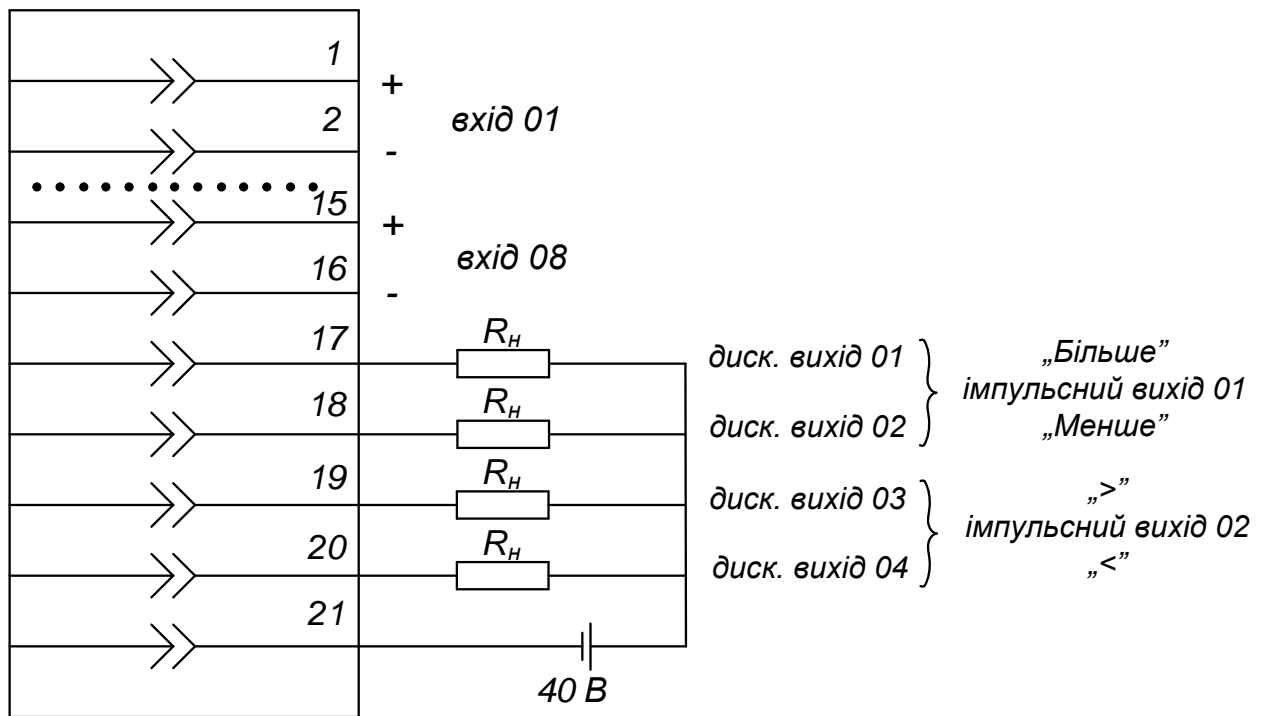 1
+
вхід 01
2
-
15
+
вхід 08
16
-
17
Rн
диск. вихід 01
„Більше”
імпульсний вихід 01
18
Rн
диск. вихід 02
„Менше”
19
Rн
диск. вихід 03
„>”
імпульсний вихід 02
20
Rн
диск. вихід 04
„<”
21
40 В